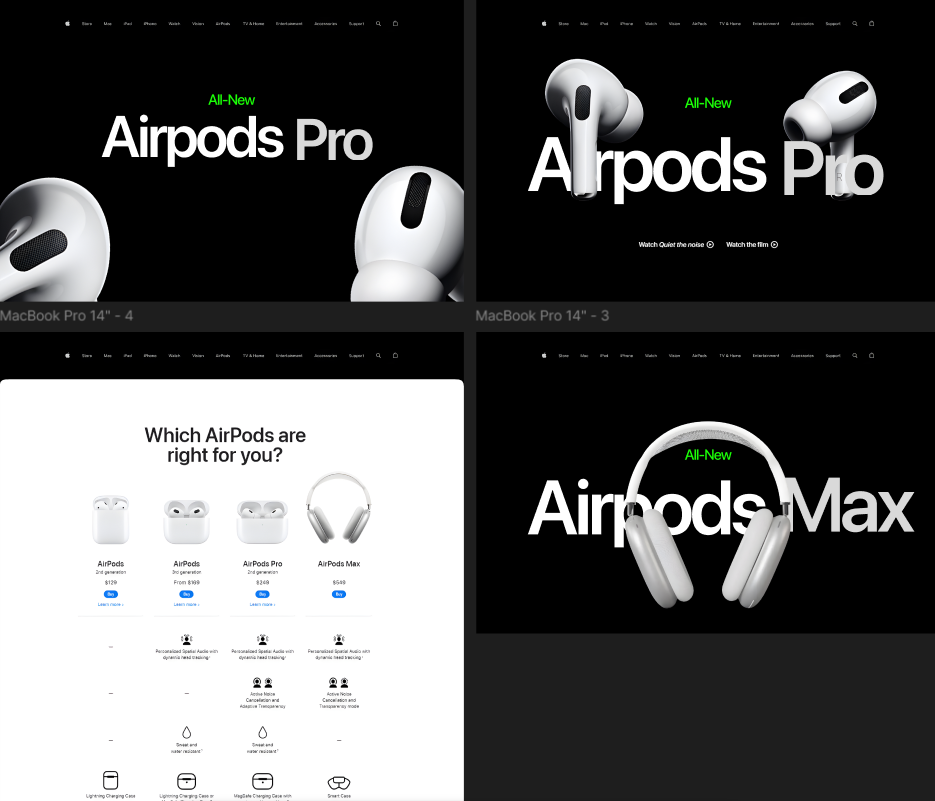 Store Mac iPad iPhone Watch Vision AirPods TV & Home Entertainment Accessories Support
All-New
Airpods Pro
MacBook Pro 14" - 4
Store Mac iPad iPhone Watch Vision AirPods TV & Home Entertainment Accessories Support
All-New
Airpods Pro
R
Watch Quiet the noise Watch the film
MacBook Pro 14" - 3
Store Mac iPad iPhone Watch Vision AirPods TV & Home Entertainment Accessories Support
Which AirPods are
right for you?
AirPods AirPods AirPods Pro AirPods Max
2nd generation 3rd generation 2nd generation
$129 From $169 $249 $549
Buy Buy Buy Buy
Learn more › Learn more › Learn more ›
– Personalized Spatial Audio with Personalized Spatial Audio with Personalized Spatial Audio with
dynamic head tracking dynamic head tracking dynamic head tracking
– – Active Noise Active Noise
Cancellation and Cancellation and
Adaptive Transparency Transparency mode
– Sweat and Sweat and –
water resistant water resistant
Lightning Charging Case Lightning Charging Case or MagSafe Charging Case with Smart Case
Store Mac iPad iPhone Watch Vision AirPods TV & Home Entertainment Accessories Support
All-New
Airpods Max